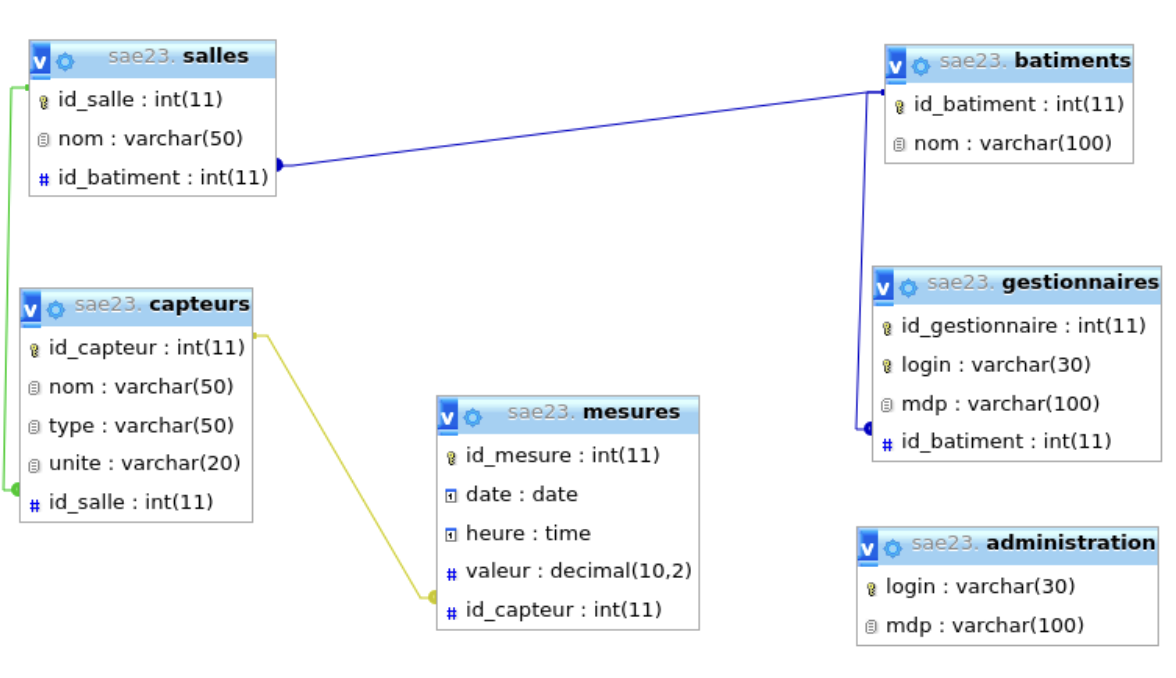 v sae23. salles
id_salle : int(11)
nom : varchar(50)
# id_batiment : int(11)
v sae23. batiments
id_batiment : int(11)
nom : varchar(100)
v sae23. capteurs
id_capteur : int(11)
nom : varchar(50)
type : varchar(50)
unite : varchar(20)
# id_salle : int(11)
v sae23. mesures
id_mesure : int(11)
1 date : date
1 heure : time
# valeur : decimal(10,2)
# id_capteur : int(11)
v sae23. gestionnaires
id_gestionnaire : int(11)
login : varchar(30)
mdp : varchar(100)
# id_batiment : int(11)
v sae23. administration
login : varchar(30)
mdp : varchar(100)